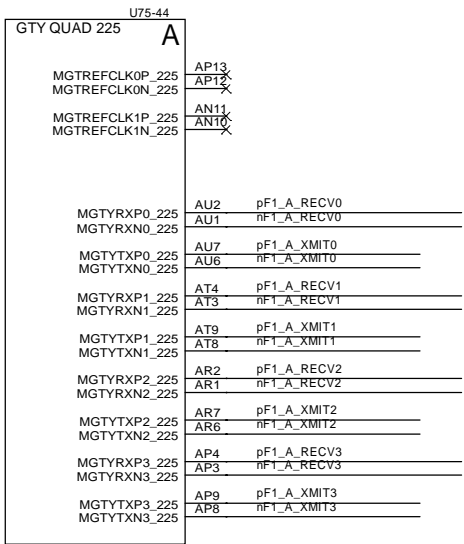 U75-44
GTY QUAD 225 A
MGTREFCLK0P_225 AP13
MGTREFCLK0N_225 AP12
MGTREFCLK1P_225 AN11
MGTREFCLK1N_225 AN10
MGTYRXP0_225 AU2 pF1_A_RECV0
MGTYRXN0_225 AU1 nF1_A_RECV0
MGTYTXP0_225 AU7 pF1_A_XMIT0
MGTYTXN0_225 AU6 nF1_A_XMIT0
MGTYRXP1_225 AT4 pF1_A_RECV1
MGTYRXN1_225 AT3 nF1_A_RECV1
MGTYTXP1_225 AT9 pF1_A_XMIT1
MGTYTXN1_225 AT8 nF1_A_XMIT1
MGTYRXP2_225 AR2 pF1_A_RECV2
MGTYRXN2_225 AR1 nF1_A_RECV2
MGTYTXP2_225 AR7 pF1_A_XMIT2
MGTYTXN2_225 AR6 nF1_A_XMIT2
MGTYRXP3_225 AP4 pF1_A_RECV3
MGTYRXN3_225 AP3 nF1_A_RECV3
MGTYTXP3_225 AP9 pF1_A_XMIT3
MGTYTXN3_225 AP8 nF1_A_XMIT3